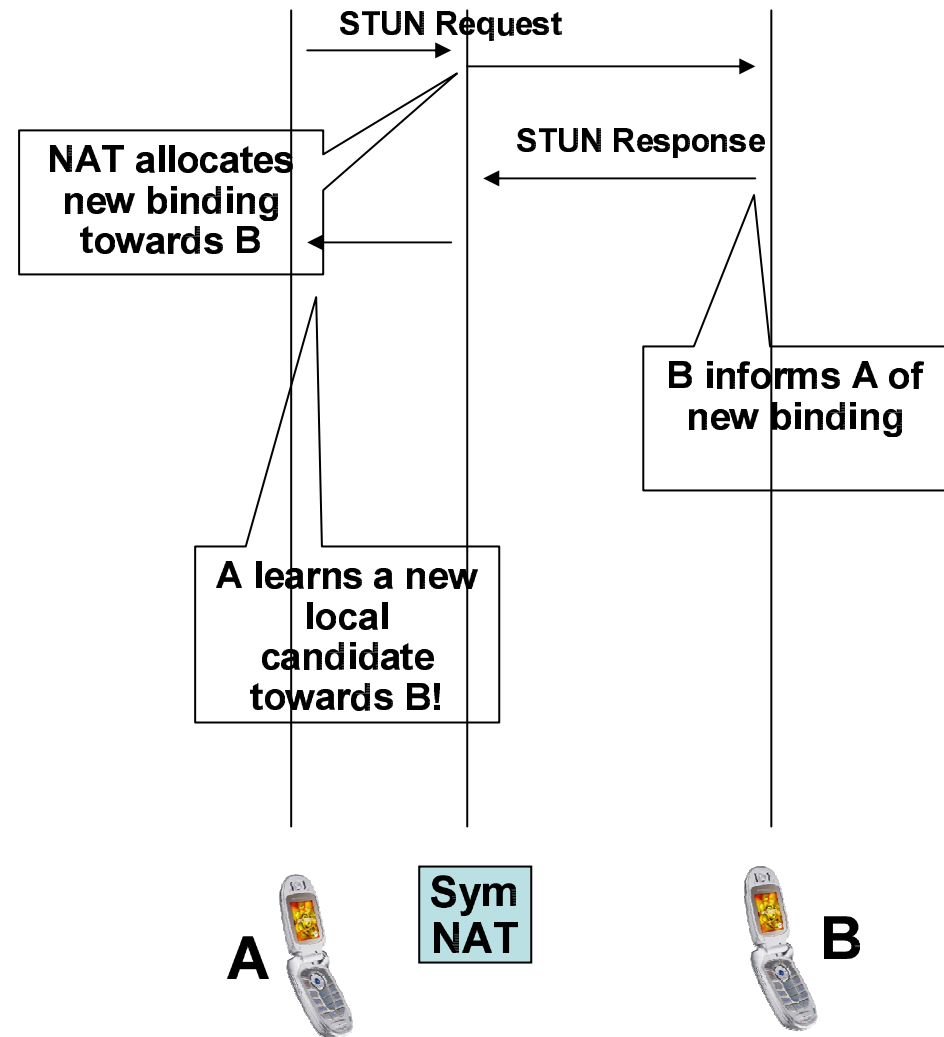 STUN Request
STUN Response
NAT allocates
new binding
towards B
B informs A of
new binding
A learns a new
local
candidate
towards B!
Sym
NAT
A
B